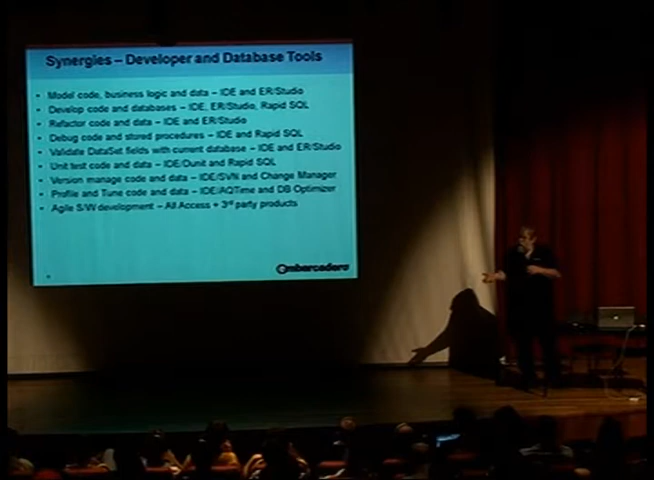 Synergies – Developer and Database Tools
• Model code, business logic and data – IDE and ER/Studio
• Develop code and databases – IDE, ER/Studio, Rapid SQL
• Refactor code and data – IDE and ER/Studio
• Debug code and stored procedures – IDE and Rapid SQL
• Validate DataSet fields with current database – IDE and ER/Studio
• Unit test code and data – IDE/Dunit and Rapid SQL
• Version manage code and data – IDE/SVN and Change Manager
• Profile and Tune code and data – IDE/AQTime and DB Optimizer
• Agile S/W development – All Access + 3rd party products
embarcadero